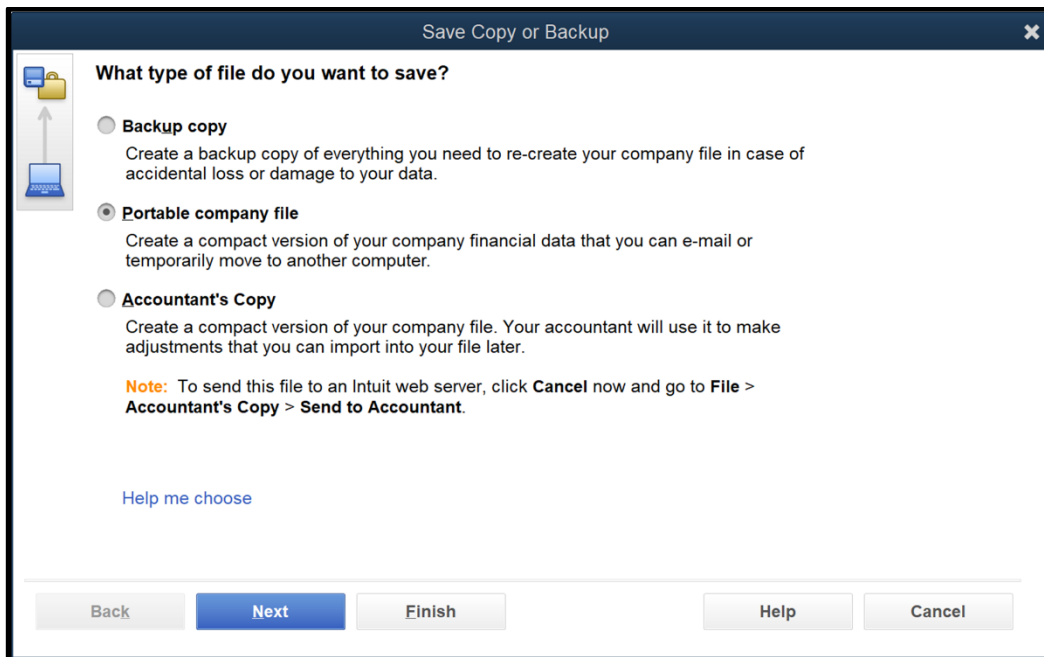 Save Copy or Backup
What type of file do you want to save?
Backup copy
Create a backup copy of everything you need to re-create your company file in case of
accidental loss or damage to your data.
Portable company file
Create a compact version of your company financial data that you can e-mail or
temporarily move to another computer.
Accountant's Copy
Create a compact version of your company file. Your accountant will use it to make
adjustments that you can import into your file later.
Note: To send this file to an Intuit web server, click Cancel now and go to File >
Accountant's Copy > Send to Accountant.
Help me choose
Back Next Finish Help Cancel